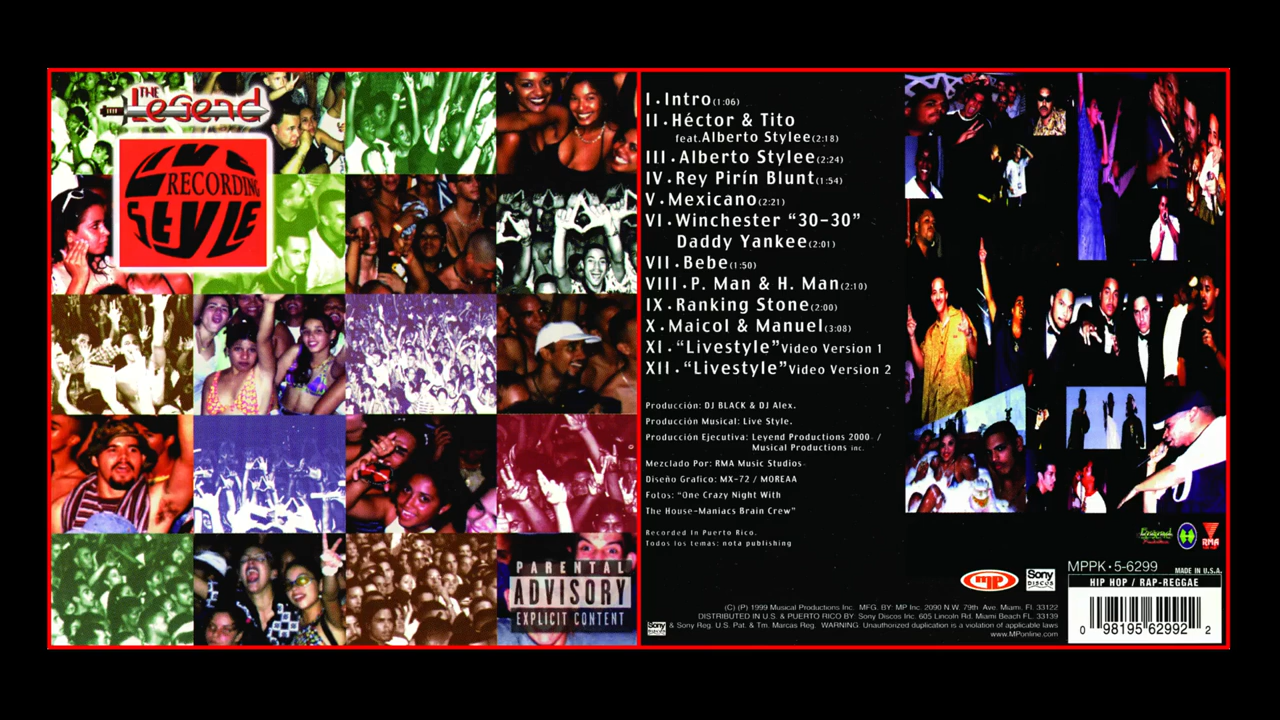 THE
Legend
LIVE
RECORDING
STYLE
PARENTAL
ADVISORY
EXPLICIT CONTENT
I.Intro(1:06)
II.Héctor & Tito
feat.Alberto Stylee(2:18)
III.Alberto Stylee(2:24)
IV.Rey Pirín Blunt(1:54)
V.Mexicano(2:21)
VI.Winchester “30-30”
Daddy Yankee(2:01)
VII.Bebe(1:50)
VIII.P. Man & H. Man(2:10)
IX.Ranking Stone(2:00)
X.Maicol & Manuel(3:08)
XI.“Livestyle”Video Version 1
XII.“Livestyle”Video Version 2
Producción: DJ BLACK & DJ Alex.
Producción Musical: Live Style.
Producción Ejecutiva: Leyend Productions 2000 /
Musical Productions inc.
Mezclado Por: RMA Music Studios
Diseño Grafico: MX-72 / MOREAA
Fotos: “One Crazy Night With
The House-Maniacs Brain Crew”
Recorded In Puerto Rico.
Todos los temas: nota publishing
RMA
mp
Sony
DISCOS
MPPK•5-6299
MADE IN U.S.A.
HIP HOP / RAP-REGGAE
0 98195 62992 2
(C) (P) 1999 Musical Productions Inc. MFG. BY: MP Inc. 2090 N.W. 79th Ave. Miami. Fl. 33122
DISTRIBUTED IN U.S. & PUERTO RICO BY: Sony Discos Inc. 605 Lincoln Rd. Miami Beach FL. 33139
Sony & Sony Reg. U.S. Pat. & Tm. Marcas Reg. WARNING: Unauthorized duplication is a violation of applicable laws
www.MPonline.com